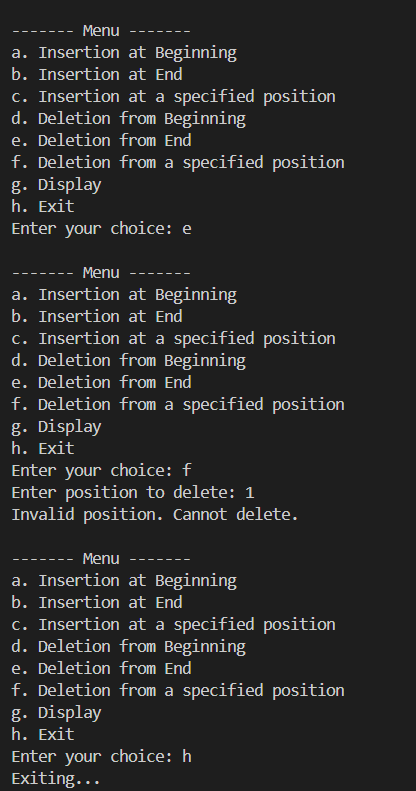 ------- Menu -------
a. Insertion at Beginning
b. Insertion at End
c. Insertion at a specified position
d. Deletion from Beginning
e. Deletion from End
f. Deletion from a specified position
g. Display
h. Exit
Enter your choice: e
------- Menu -------
a. Insertion at Beginning
b. Insertion at End
c. Insertion at a specified position
d. Deletion from Beginning
e. Deletion from End
f. Deletion from a specified position
g. Display
h. Exit
Enter your choice: f
Enter position to delete: 1
Invalid position. Cannot delete.
------- Menu -------
a. Insertion at Beginning
b. Insertion at End
c. Insertion at a specified position
d. Deletion from Beginning
e. Deletion from End
f. Deletion from a specified position
g. Display
h. Exit
Enter your choice: h
Exiting...